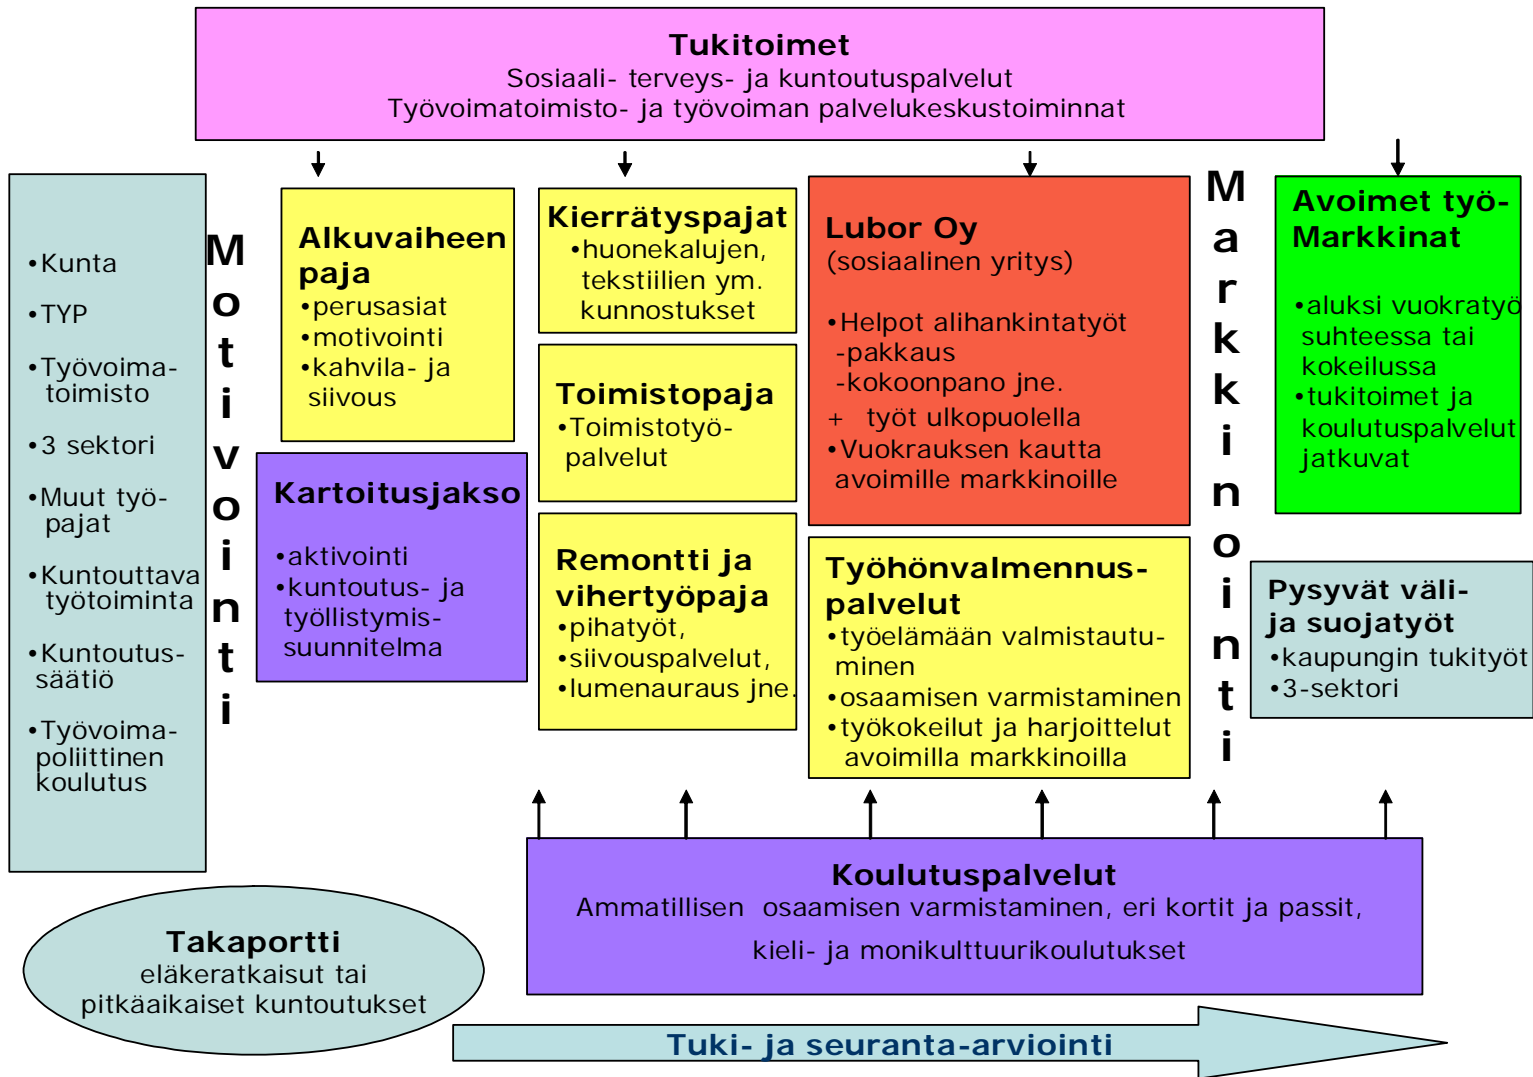 Tukitoimet
Sosiaali- terveys- ja kuntoutuspalvelut
Työvoimatoimisto- ja työvoiman palvelukeskustoiminnat
•Kunta
•TYP
•Työvoima-
toimisto
•3 sektori
•Muut työ-
pajat
•Kuntouttava
työtoiminta
•Kuntoutus-
säätiö
•Työvoima-
poliittinen
koulutus
Motivointi
Alkuvaiheen
paja
•perusasiat
•motivointi
•kahvila- ja
siivous
Kartoitusjakso
•aktivointi
•kuntoutus- ja
työllistymis-
suunnitelma
Kierrätyspajat
•huonekalujen,
tekstiilien ym.
kunnostukset
Toimistopaja
•Toimistotyö-
palvelut
Remontti ja
vihertyöpaja
•pihatyöt,
•siivouspalvelut,
•lumenauraus jne.
Lubor Oy
(sosiaalinen yritys)
•Helpot alihankintatyöt
-pakkaus
-kokoonpano jne.
+ työt ulkopuolella
•Vuokrauksen kautta
avoimille markkinoille
Työhönvalmennus-
palvelut
•työelämään valmistautu-
minen
•osaamisen varmistaminen
•työkokeilut ja harjoittelut
avoimilla markkinoilla
Markkinointi
Avoimet työ-
Markkinat
•aluksi vuokratyö
suhteessa tai
kokeilussa
•tukitoimet ja
koulutuspalvelut
jatkuvat
Pysyvät väli-
ja suojatyöt
•kaupungin tukityöt
•3-sektori
Koulutuspalvelut
Ammatillisen osaamisen varmistaminen, eri kortit ja passit,
kieli- ja monikulttuurikoulutukset
Takaportti
eläkeratkaisut tai
pitkäaikaiset kuntoutukset
Tuki- ja seuranta-arviointi